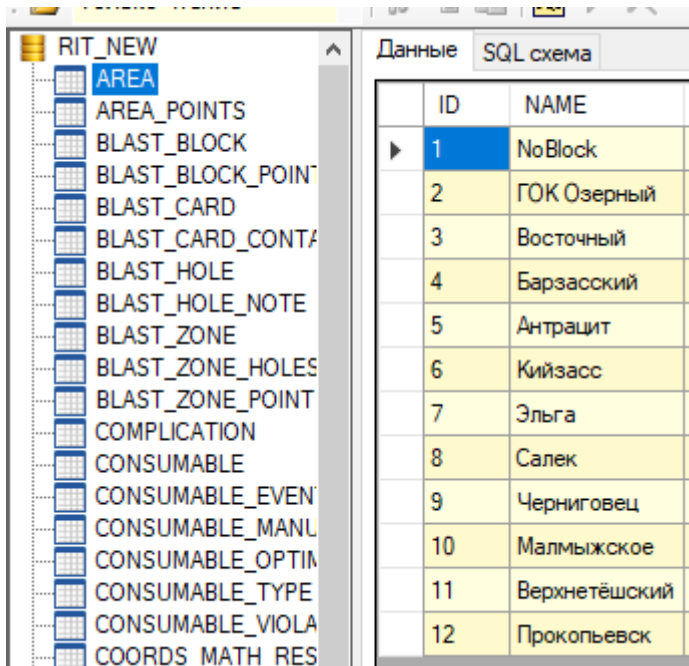 RIT_NEW
AREA
AREA_POINTS
BLAST_BLOCK
BLAST_BLOCK_POINT
BLAST_CARD
BLAST_CARD_CONTA
BLAST_HOLE
BLAST_HOLE_NOTE
BLAST_ZONE
BLAST_ZONE_HOLES
BLAST_ZONE_POINT
COMPLICATION
CONSUMABLE
CONSUMABLE_EVEN
CONSUMABLE_MANU
CONSUMABLE_OPTIM
CONSUMABLE_TYPE
CONSUMABLE_VIOLA
COORDS_MATH_RES
Данные SQL схема
ID NAME
1 NoBlock
2 ГОК Озерный
3 Восточный
4 Барзасский
5 Антрацит
6 Кийзасс
7 Эльга
8 Салек
9 Черниговец
10 Малмыжское
11 Верхнетёшский
12 Прокопьевск